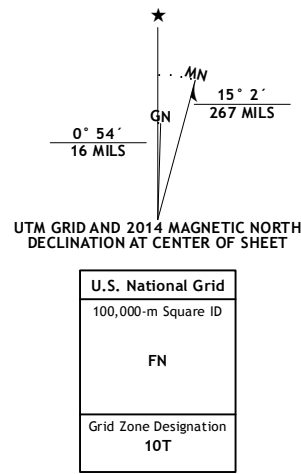 ★
MN
15° 2´
267 MILS
GN
0° 54´
16 MILS
UTM GRID AND 2014 MAGNETIC NORTH
DECLINATION AT CENTER OF SHEET
U.S. National Grid
100,000-m Square ID
FN
Grid Zone Designation
10T